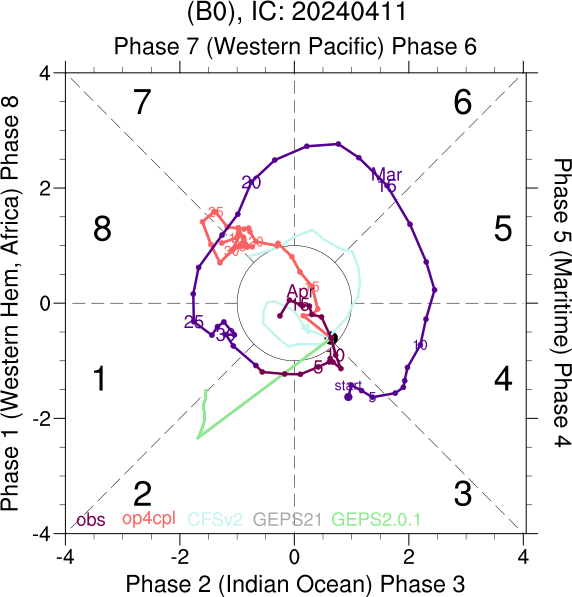 (B0), IC: 20240411
Phase 7 (Western Pacific) Phase 6
Phase 1 (Western Hem, Africa) Phase 8
Phase 5 (Maritime) Phase 4
4
2
0
-2
-4
7
6
8
5
1
4
2
3
Mar
15
20
25
25
Apr
15
5
10
10
5
start
5
obs op4cpl CFSv2 GEPS21 GEPS2.0.1
-4 -2 0 2 4
Phase 2 (Indian Ocean) Phase 3